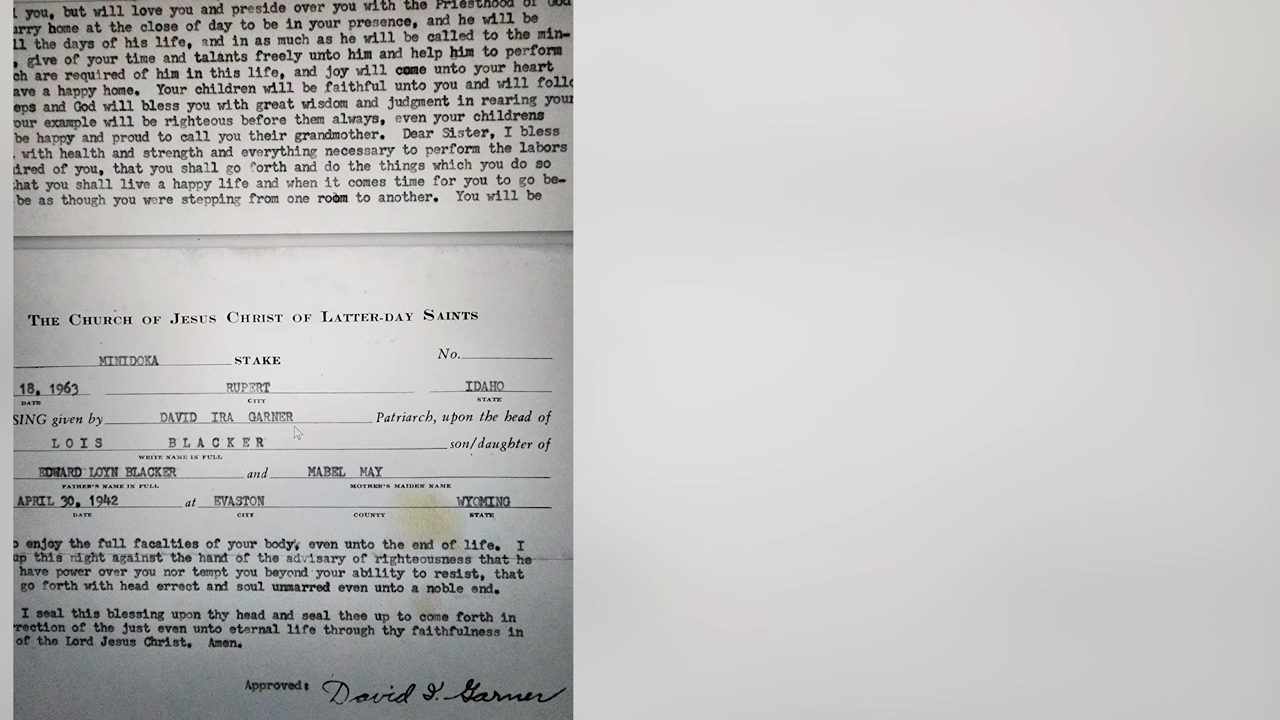 you, but will love you and preside over you with the Priesthood of God
urry home at the close of day to be in your presence, and he will be
ll the days of his life, and in as much as he will be called to the min-
, give of your time and talants freely unto him and help him to perform
ch are required of him in this life, and joy will come unto your heart
ave a happy home. Your children will be faithful unto you and will follo
eps and God will bless you with great wisdom and judgment in rearing your
our example will be righteous before them always, even your childrens
be happy and proud to call you their grandmother. Dear Sister, I bless
with health and strength and everything necessary to perform the labors
ired of you, that you shall go forth and do the things which you do so
hat you shall live a happy life and when it comes time for you to go be-
be as though you were stepping from one room to another. You will be
THE CHURCH OF JESUS CHRIST OF LATTER-DAY SAINTS
MINIDOKA STAKE No.
18, 1963 RUPERT IDAHO
DATE CITY STATE
SING given by DAVID IRA GARNER Patriarch, upon the head of
LOIS BLACKER son/daughter of
WRITE NAME IN FULL
EDWARD LOYN BLACKER and MABEL MAY
FATHER'S NAME IN FULL MOTHER'S MAIDEN NAME
APRIL 30, 1942 at EVASTON WYOMING
DATE CITY COUNTY STATE
o enjoy the full facalties of your body, even unto the end of life. I
up this night against the hand of the advisary of righteousness that he
have power over you nor tempt you beyond your ability to resist, that
go forth with head errect and soul unmarred even unto a noble end.
I seal this blessing upon thy head and seal thee up to come forth in
rection of the just even unto eternal life through thy faithfulness in
of the Lord Jesus Christ. Amen.
Approved: David I. Garner